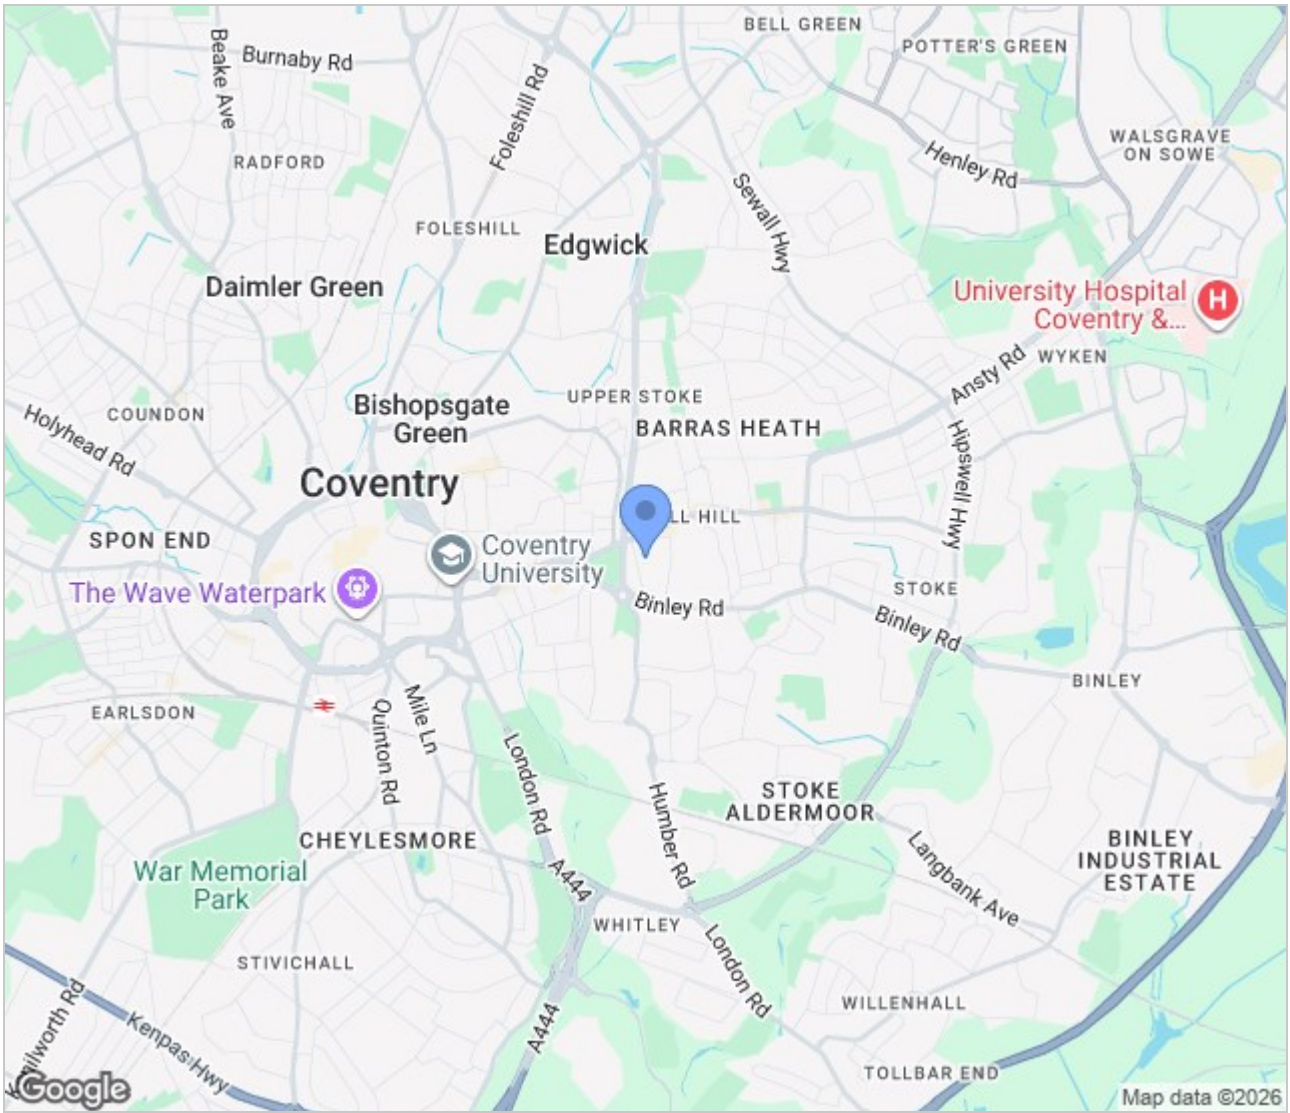 BELL GREEN
POTTER'S GREEN
Beake Ave
Burnaby Rd
Foleshill Rd
WALSGRAVE
ON SOWE
RADFORD
Henley Rd
Sewall Hwy
FOLESHILL
Edgwick
Daimler Green
University Hospital
Coventry &...
H
WYKEN
Ansty Rd
UPPER STOKE
Bishopsgate
Green
COUNDON
BARRAS HEATH
Holyhead Rd
Hipswell Hwy
Coventry
LL HILL
SPON END
Coventry
University
The Wave Waterpark
STOKE
Binley Rd
Binley Rd
BINLEY
EARLSDON
Mile Ln
Quinton Rd
London Rd
Humber Rd
STOKE
ALDERMOOR
CHEYLESMORE
Langbank Ave
BINLEY
INDUSTRIAL
ESTATE
War Memorial
Park
A444
WHITLEY
London Rd
STIVICHALL
WILLENHALL
Kenpas Hwy
A444
TOLLBAR END
Google
Map data ©2026